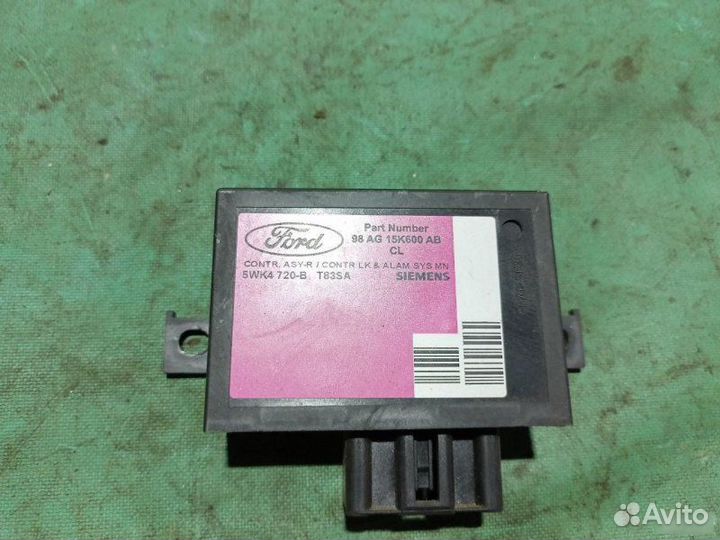 Ford
Part Number
98 AG 15K600 AB
CL
CONTR. ASY-R / CONTR LK & ALAM SYS MN
5WK4 720-B T83SA SIEMENS
Avito